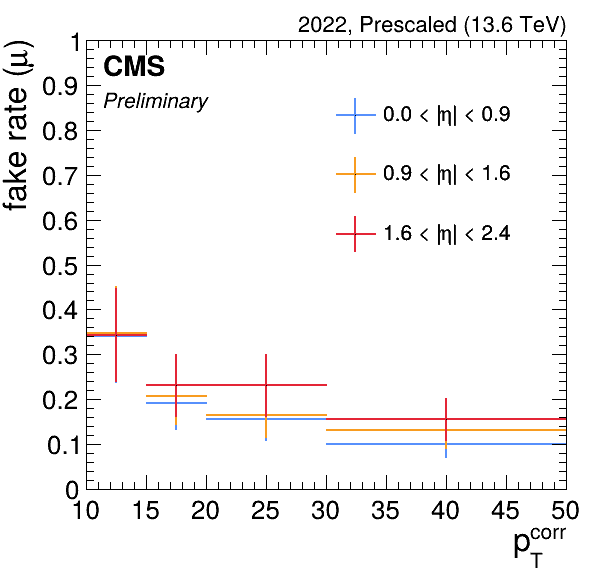 2022, Prescaled (13.6 TeV)
fake rate (μ)
CMS
Preliminary
0.0 < |η| < 0.9
0.9 < |η| < 1.6
1.6 < |η| < 2.4
1
0.9
0.8
0.7
0.6
0.5
0.4
0.3
0.2
0.1
0
10 15 20 25 30 35 40 45 50
p_T^corr